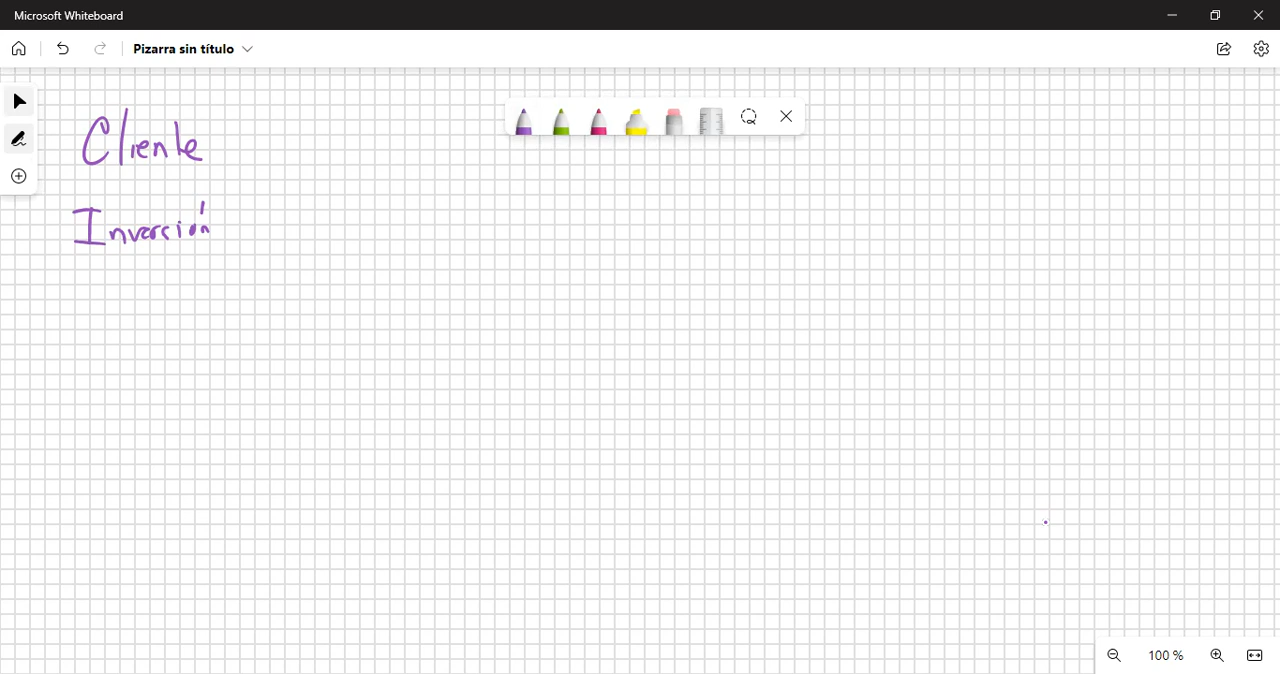 Microsoft Whiteboard
Pizarra sin título
Cliente
Inversión
100 %